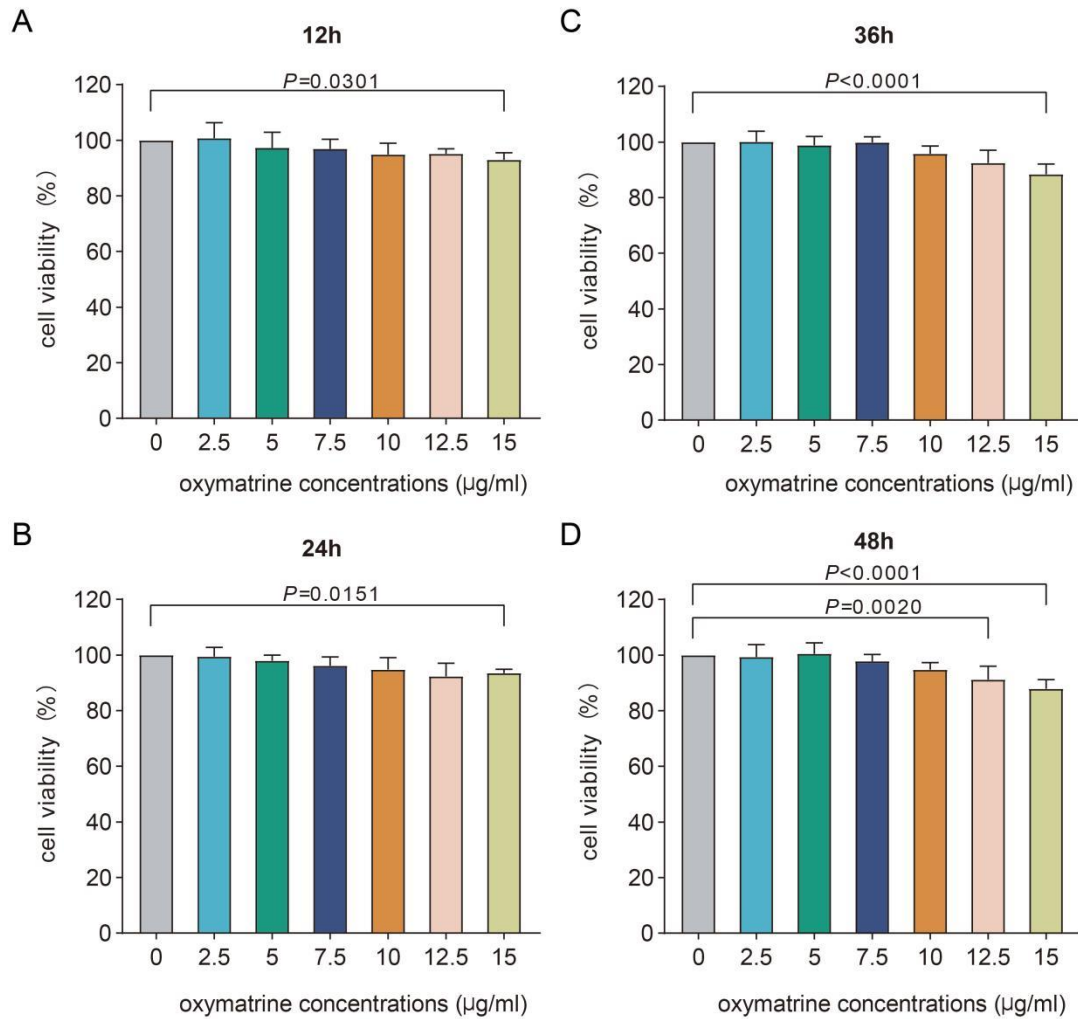 A
12h
P=0.0301
120
100
80
60
40
20
0
cell viability (%)
0 2.5 5 7.5 10 12.5 15
oxymatrine concentrations (μg/ml)
B
24h
P=0.0151
120
100
80
60
40
20
0
cell viability (%)
0 2.5 5 7.5 10 12.5 15
oxymatrine concentrations (μg/ml)
C
36h
P<0.0001
120
100
80
60
40
20
0
cell viability (%)
0 2.5 5 7.5 10 12.5 15
oxymatrine concentrations (μg/ml)
D
48h
P<0.0001
P=0.0020
120
100
80
60
40
20
0
cell viability (%)
0 2.5 5 7.5 10 12.5 15
oxymatrine concentrations (μg/ml)